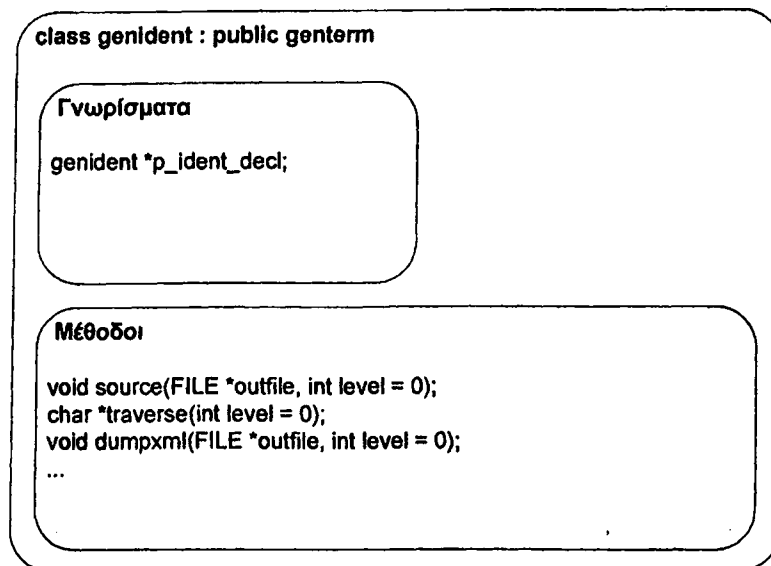 class genident : public genterm
Γνωρίσματα
genident *p_ident_decl;
Μέθοδοι
void source(FILE *outfile, int level = 0);
char *traverse(int level = 0);
void dumpxml(FILE *outfile, int level = 0);
...